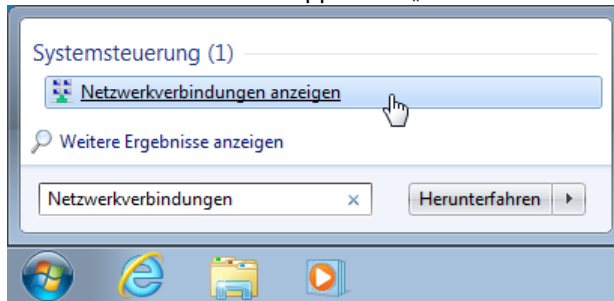 Systemsteuerung (1)
Netzwerkverbindungen anzeigen
Weitere Ergebnisse anzeigen
Netzwerkverbindungen
Herunterfahren